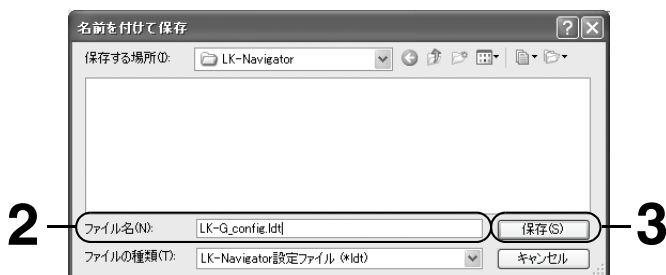 名前を付けて保存
保存する場所(I):
LK-Navigator
2
ファイル名(N):
LK-G_config.ldt
保存(S)
3
ファイルの種類(T):
LK-Navigator設定ファイル (*ldt)
キャンセル